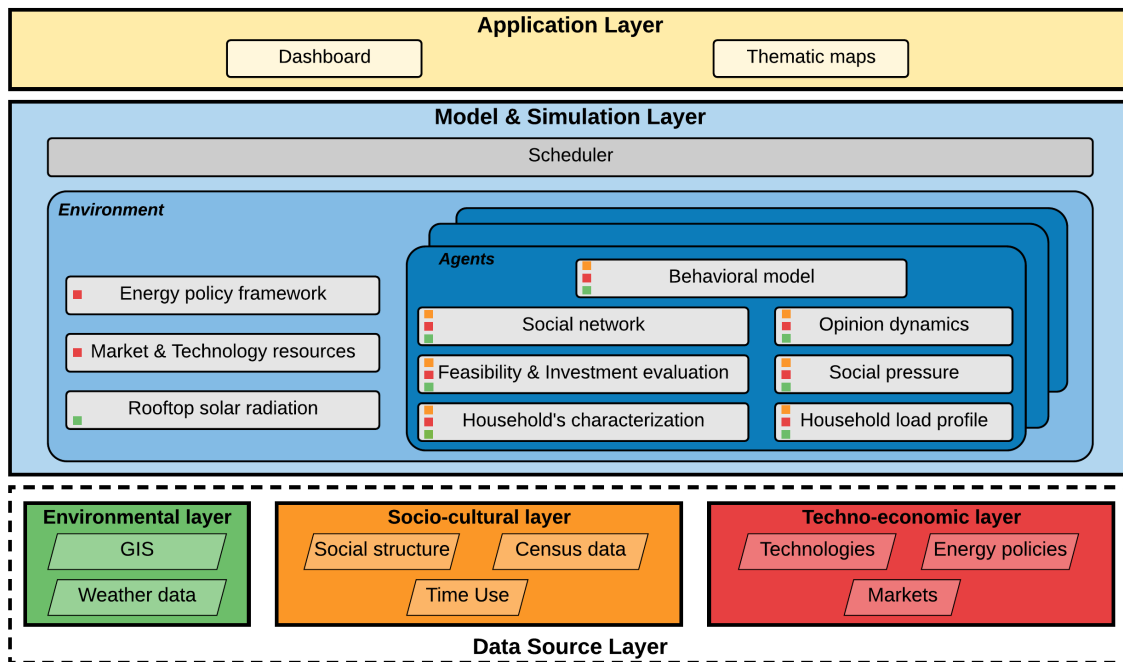 Application Layer
Dashboard
Thematic maps
Model & Simulation Layer
Scheduler
Environment
Energy policy framework
Market & Technology resources
Rooftop solar radiation
Agents
Behavioral model
Social network
Opinion dynamics
Feasibility & Investment evaluation
Social pressure
Household's characterization
Household load profile
Environmental layer
GIS
Weather data
Socio-cultural layer
Social structure
Census data
Time Use
Techno-economic layer
Technologies
Energy policies
Markets
Data Source Layer